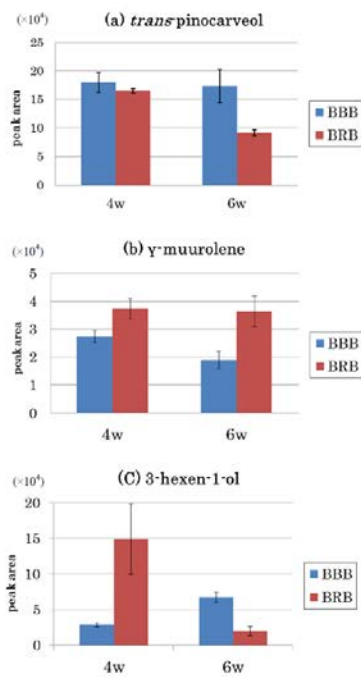 (×10⁴)
(a) trans-pinocarveol
25
20
15
10
5
0
peak area
4w
6w
BBB
BRB
(×10⁴)
(b) γ-muurolene
5
4
3
2
1
0
peak area
4w
6w
BBB
BRB
(×10⁴)
(C) 3-hexen-1-ol
20
15
10
5
0
peak area
4w
6w
BBB
BRB